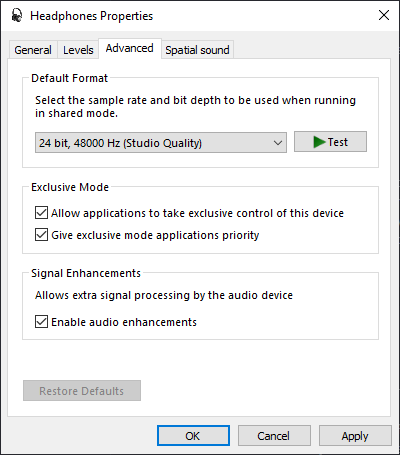 Headphones Properties
General Levels Advanced Spatial sound
Default Format
Select the sample rate and bit depth to be used when running
in shared mode.
24 bit, 48000 Hz (Studio Quality) Test
Exclusive Mode
Allow applications to take exclusive control of this device
Give exclusive mode applications priority
Signal Enhancements
Allows extra signal processing by the audio device
Enable audio enhancements
Restore Defaults
OK Cancel Apply